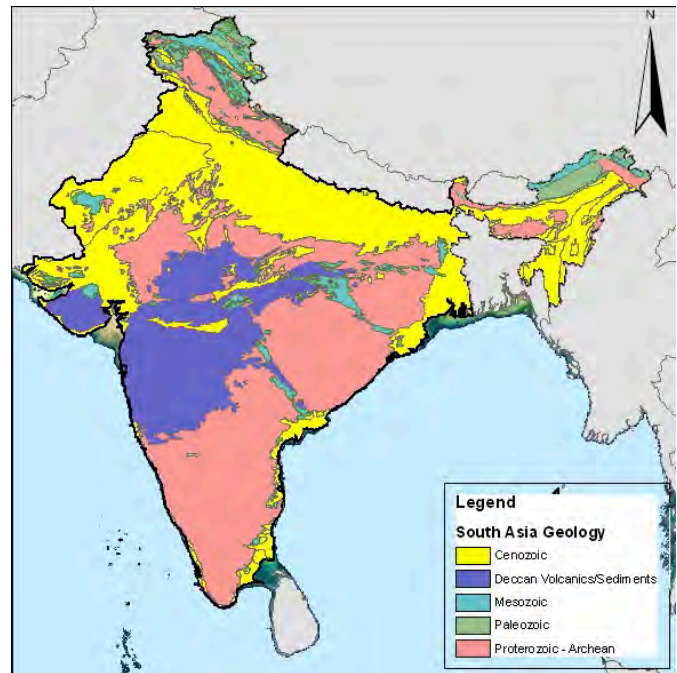 N
Legend
South Asia Geology
Cenozoic
Deccan Volcanics/Sediments
Mesozoic
Paleozoic
Proterozoic - Archean